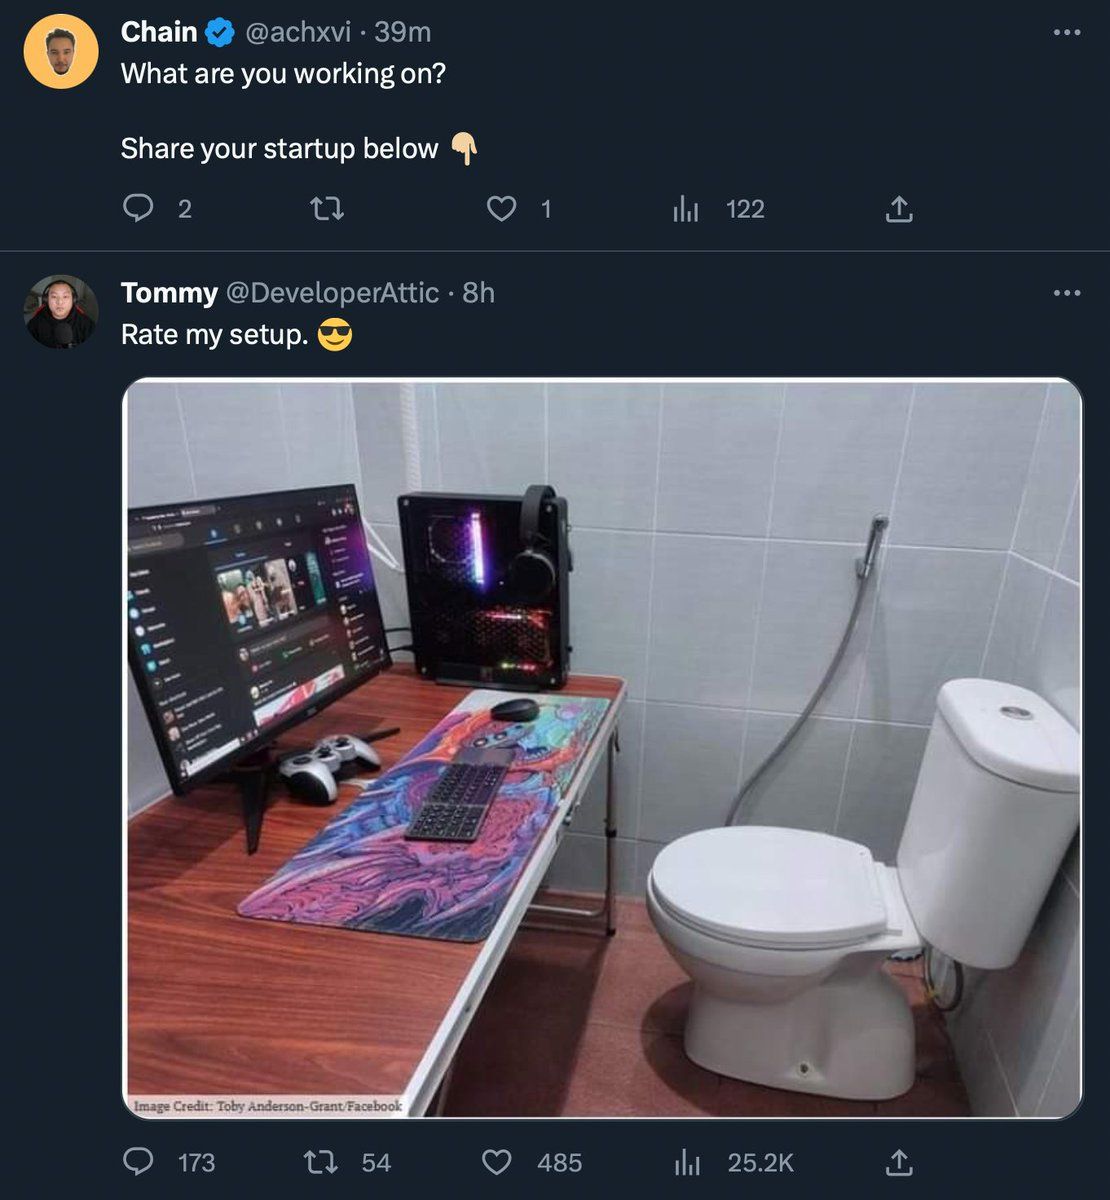 Chain @achxvi · 39m
What are you working on?
Share your startup below 👇🏼
2 1 122
Tommy @DeveloperAttic · 8h
Rate my setup. 😎
Image Credit: Toby Anderson-Grant/Facebook
173 54 485 25.2K